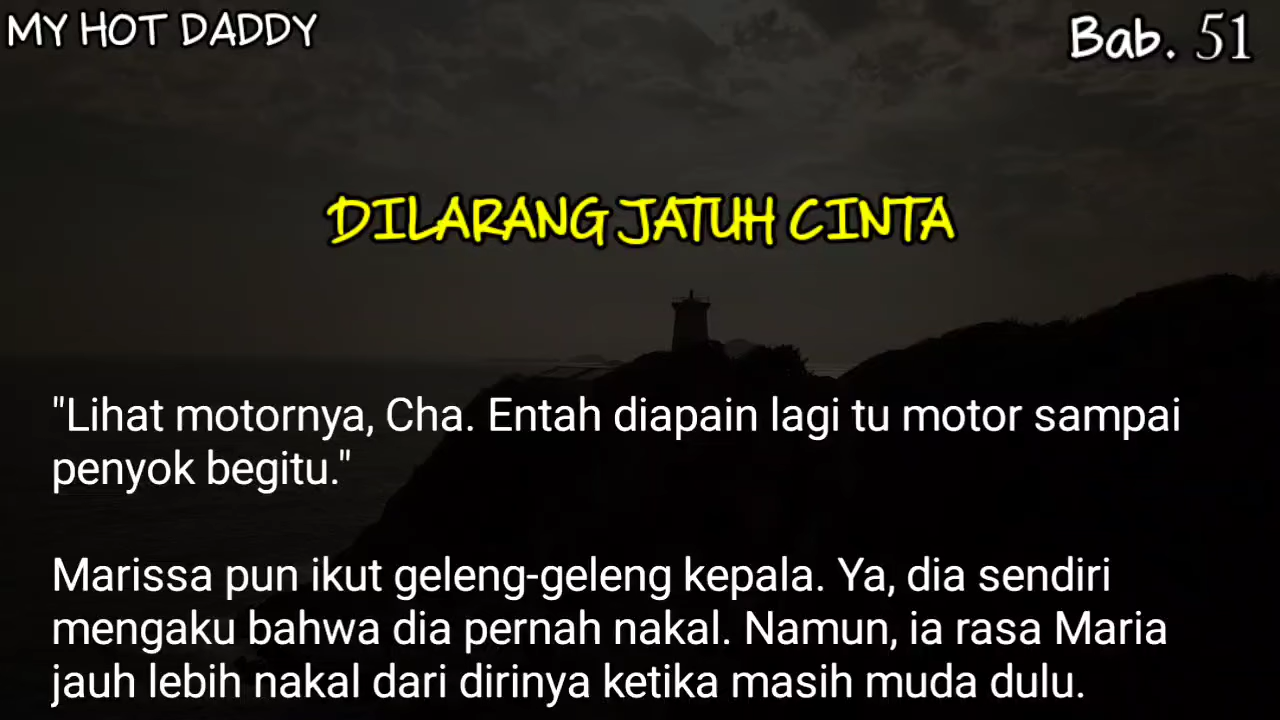 MY HOT DADDY
Bab. 51
DILARANG JATUH CINTA
"Lihat motornya, Cha. Entah diapain lagi tu motor sampai
penyok begitu."
Marissa pun ikut geleng-geleng kepala. Ya, dia sendiri
mengaku bahwa dia pernah nakal. Namun, ia rasa Maria
jauh lebih nakal dari dirinya ketika masih muda dulu.